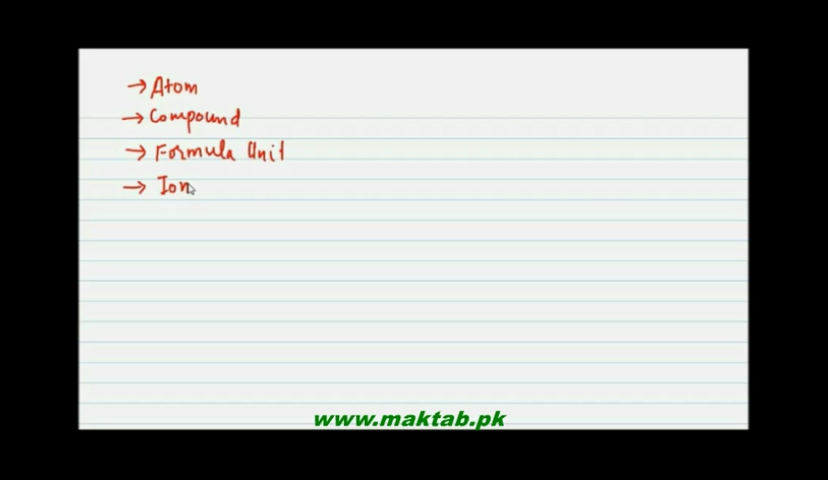 → Atom
→ Compound
→ Formula Unit
→ Ion
www.maktab.pk